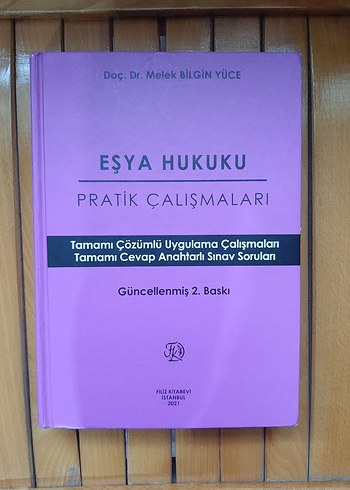 Doç. Dr. Melek BİLGİN YÜCE
EŞYA HUKUKU
PRATİK ÇALIŞMALARI
Tamamı Çözümlü Uygulama Çalışmaları
Tamamı Cevap Anahtarlı Sınav Soruları
Güncellenmiş 2. Baskı
FİLİZ KİTABEVİ
İSTANBUL
2021